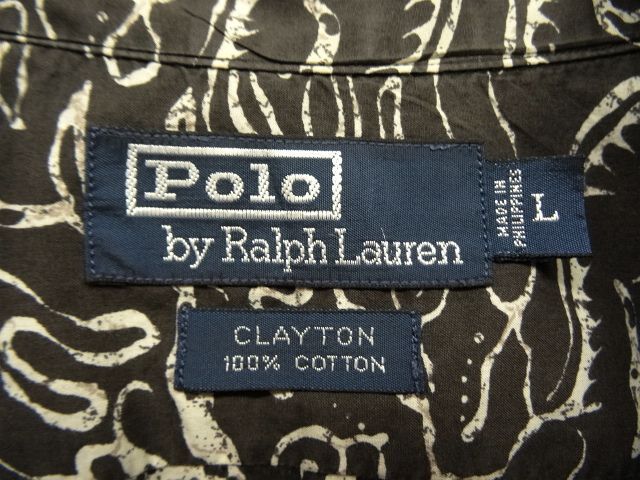 Polo
by Ralph Lauren
MADE IN
PHILIPPINES
L
CLAYTON
100% COTTON